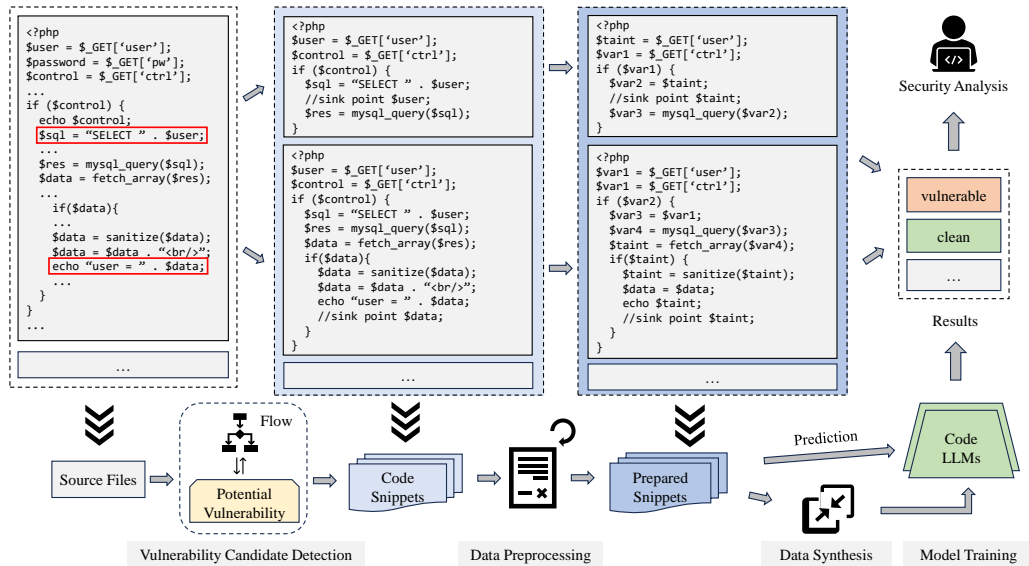 <?php
$user = $_GET['user'];
$password = $_GET['pw'];
$control = $_GET['ctrl'];
...
if ($control) {
echo $control;
$sql = “SELECT ” . $user;
...
$res = mysql_query($sql);
$data = fetch_array($res);
...
if($data){
...
$data = sanitize($data);
$data = $data . “<br/>”;
echo “user = ” . $data;
...
}
}
...
...
<?php
$user = $_GET['user'];
$control = $_GET['ctrl'];
if ($control) {
$sql = “SELECT ” . $user;
//sink point $user;
$res = mysql_query($sql);
}
<?php
$user = $_GET['user'];
$control = $_GET['ctrl'];
if ($control) {
$sql = “SELECT ” . $user;
$res = mysql_query($sql);
$data = fetch_array($res);
if($data){
$data = sanitize($data);
$data = $data . “<br/>”;
echo “user = ” . $data;
//sink point $data;
}
}
...
<?php
$taint = $_GET['user'];
$var1 = $_GET['ctrl'];
if ($var1) {
$var2 = $taint;
//sink point $taint;
$var3 = mysql_query($var2);
}
<?php
$var1 = $_GET['user'];
$var1 = $_GET['ctrl'];
if ($var2) {
$var3 = $var1;
$var4 = mysql_query($var3);
$taint = fetch_array($var4);
if($taint) {
$taint = sanitize($taint);
$data = $data;
echo $taint;
//sink point $taint;
}
}
...
</>
Security Analysis
vulnerable
clean
...
Results
Source Files
Flow
Potential
Vulnerability
Code
Snippets
Prepared
Snippets
Prediction
Code
LLMs
Vulnerability Candidate Detection
Data Preprocessing
Data Synthesis
Model Training